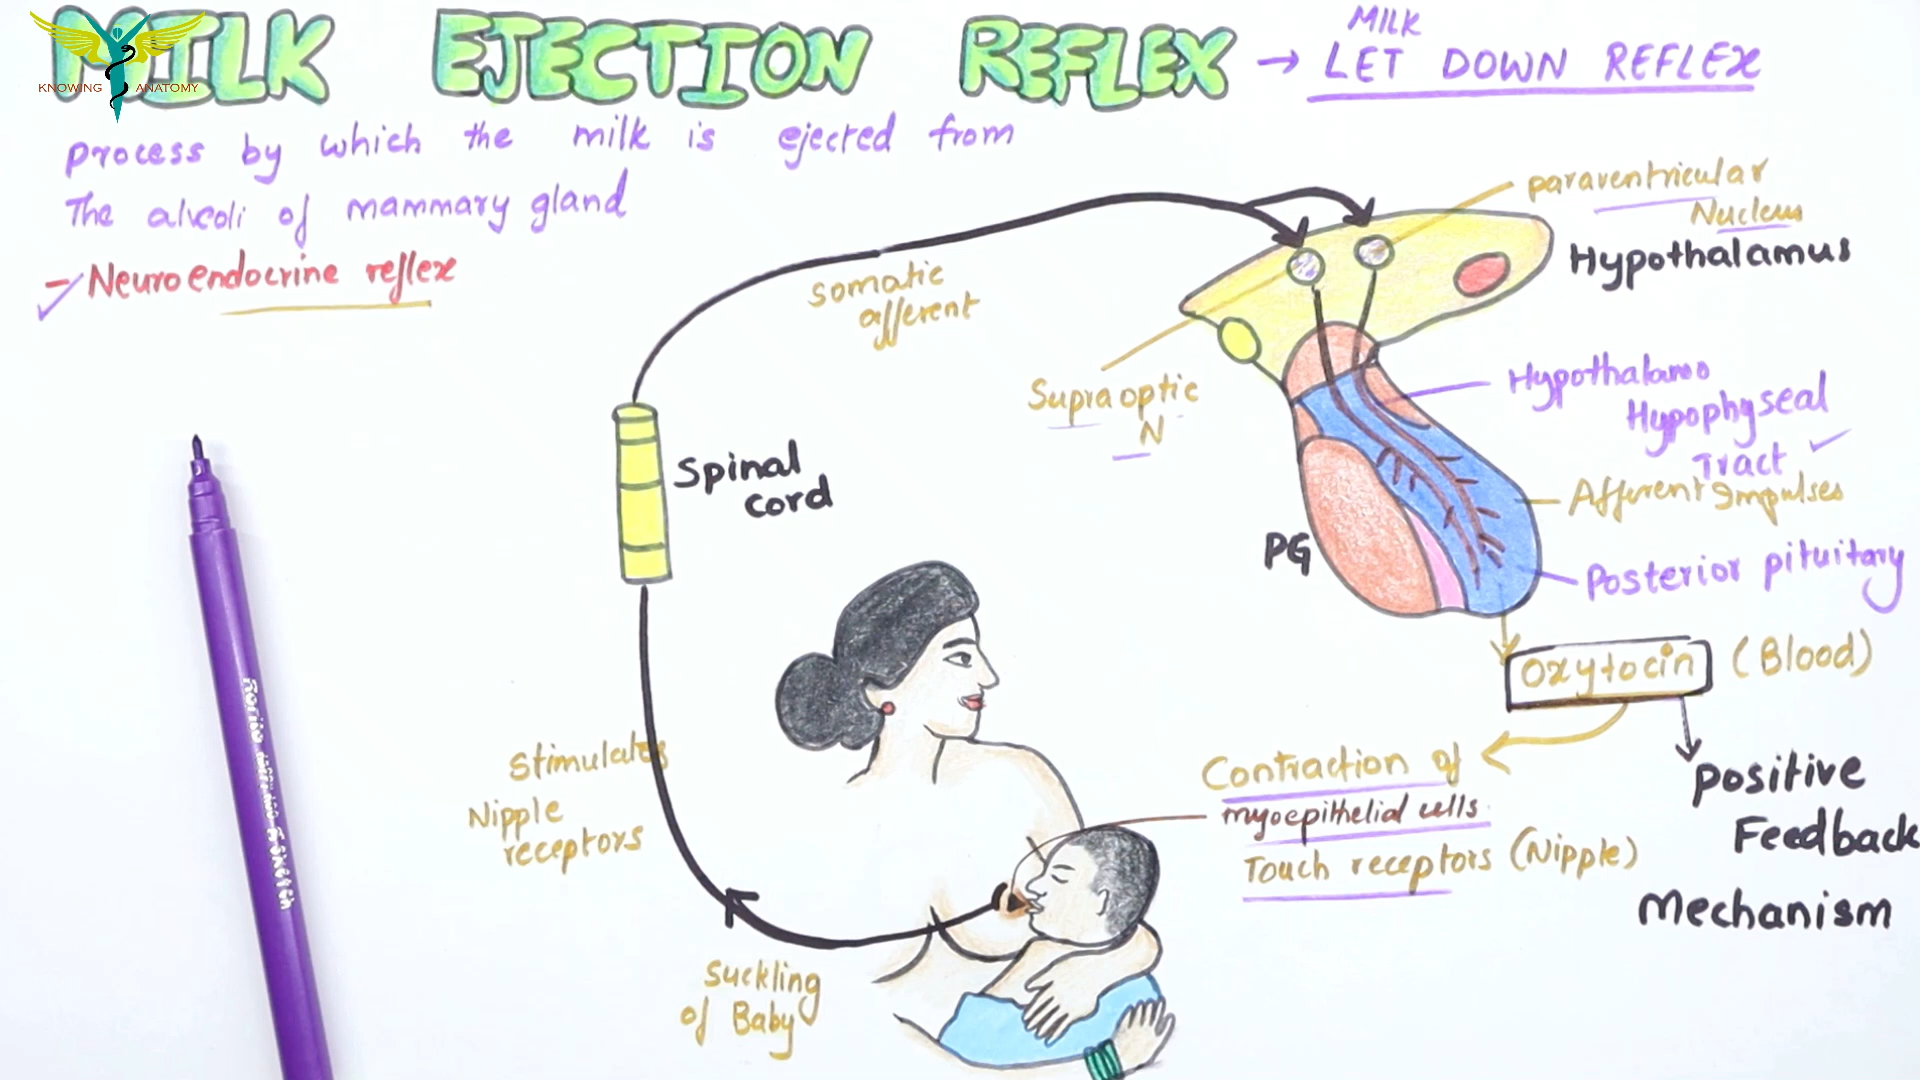 MILK EJECTION REFLEX → LET DOWN REFLEX
MILK
KNOWING ANATOMY
process by which the milk is ejected from
The alveoli of mammary gland
- Neuroendocrine reflex
paraventricular
Nucleus
Hypothalamus
somatic
afferent
Supraoptic
N
Hypothalamo
Hypophyseal
Tract
Afferent Impulses
Spinal
cord
PG
Posterior pituitary
Oxytocin (Blood)
Stimulates
Nipple
receptors
Contraction of
myoepithelial cells
Touch receptors (Nipple)
positive
Feedback
Mechanism
Suckling
of Baby